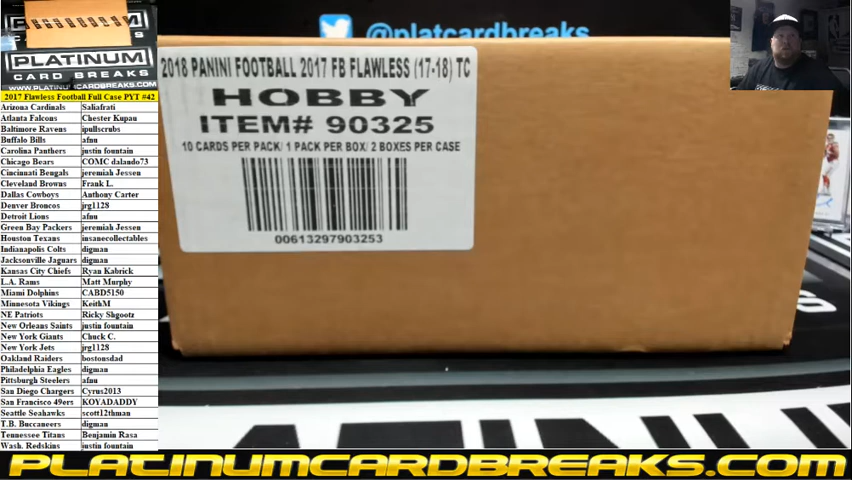 PLATINUM
CARD BREAKS
WWW.PLATINUMCARDBREAKS.COM
@platcardbreaks
2018 PANINI FOOTBALL 2017 FB FLAWLESS (17-18) TC
HOBBY
ITEM# 90325
10 CARDS PER PACK/ 1 PACK PER BOX/ 2 BOXES PER CASE
00613297903253
2017 Flawless Football Full Case PYT #42
Arizona Cardinals Saliafrati
Atlanta Falcons Chester Kupau
Baltimore Ravens ipullscrubs
Buffalo Bills afnu
Carolina Panthers justin fountain
Chicago Bears COMC dalando73
Cincinnati Bengals jeremiah Jessen
Cleveland Browns Frank L.
Dallas Cowboys Anthony Carter
Denver Broncos jrg1128
Detroit Lions afnu
Green Bay Packers jeremiah Jessen
Houston Texans insanecollectables
Indianapolis Colts digman
Jacksonville Jaguars digman
Kansas City Chiefs Ryan Kabrick
L.A. Rams Matt Murphy
Miami Dolphins CABD5150
Minnesota Vikings KeithM
NE Patriots Ricky Shgootz
New Orleans Saints justin fountain
New York Giants Chuck C.
New York Jets jrg1128
Oakland Raiders bostonsdad
Philadelphia Eagles digman
Pittsburg Steelers afnu
San Diego Chargers Cyrus2013
San Francisco 49ers KOYADADDY
Seattle Seahawks scott12thman
T.B. Buccaneers digman
Tennessee Titans Benjamin Rasa
Wash. Redskins justin fountain
PLATINUMCARDBREAKS.COM